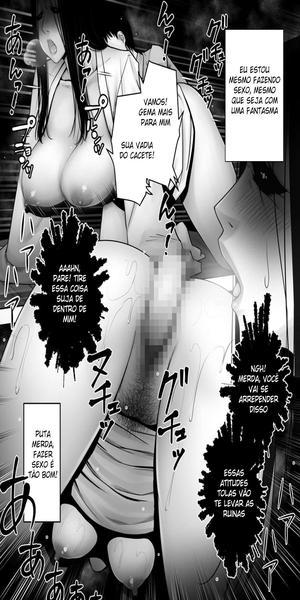 EU ESTOU
MESMO FAZENDO
SEXO, MESMO
QUE SEJA COM
UMA FANTASMA
VAMOS!
GEMA MAIS
PARA MIM
SUA VADIA
DO CACETE!
AAAHN,
PARE! TIRE
ESSA COISA
SUJA DE
DENTRO DE
MIM!
NGH!
MERDA, VOCÊ
VAI SE
ARREPENDER
DISSO
PUTA
MERDA,
FAZER
SEXO É
TÃO BOM!
ESSAS
ATITUDES
TOLAS VÃO
TE LEVAR AS
RUINAS
ヌチュッ
グチュッ